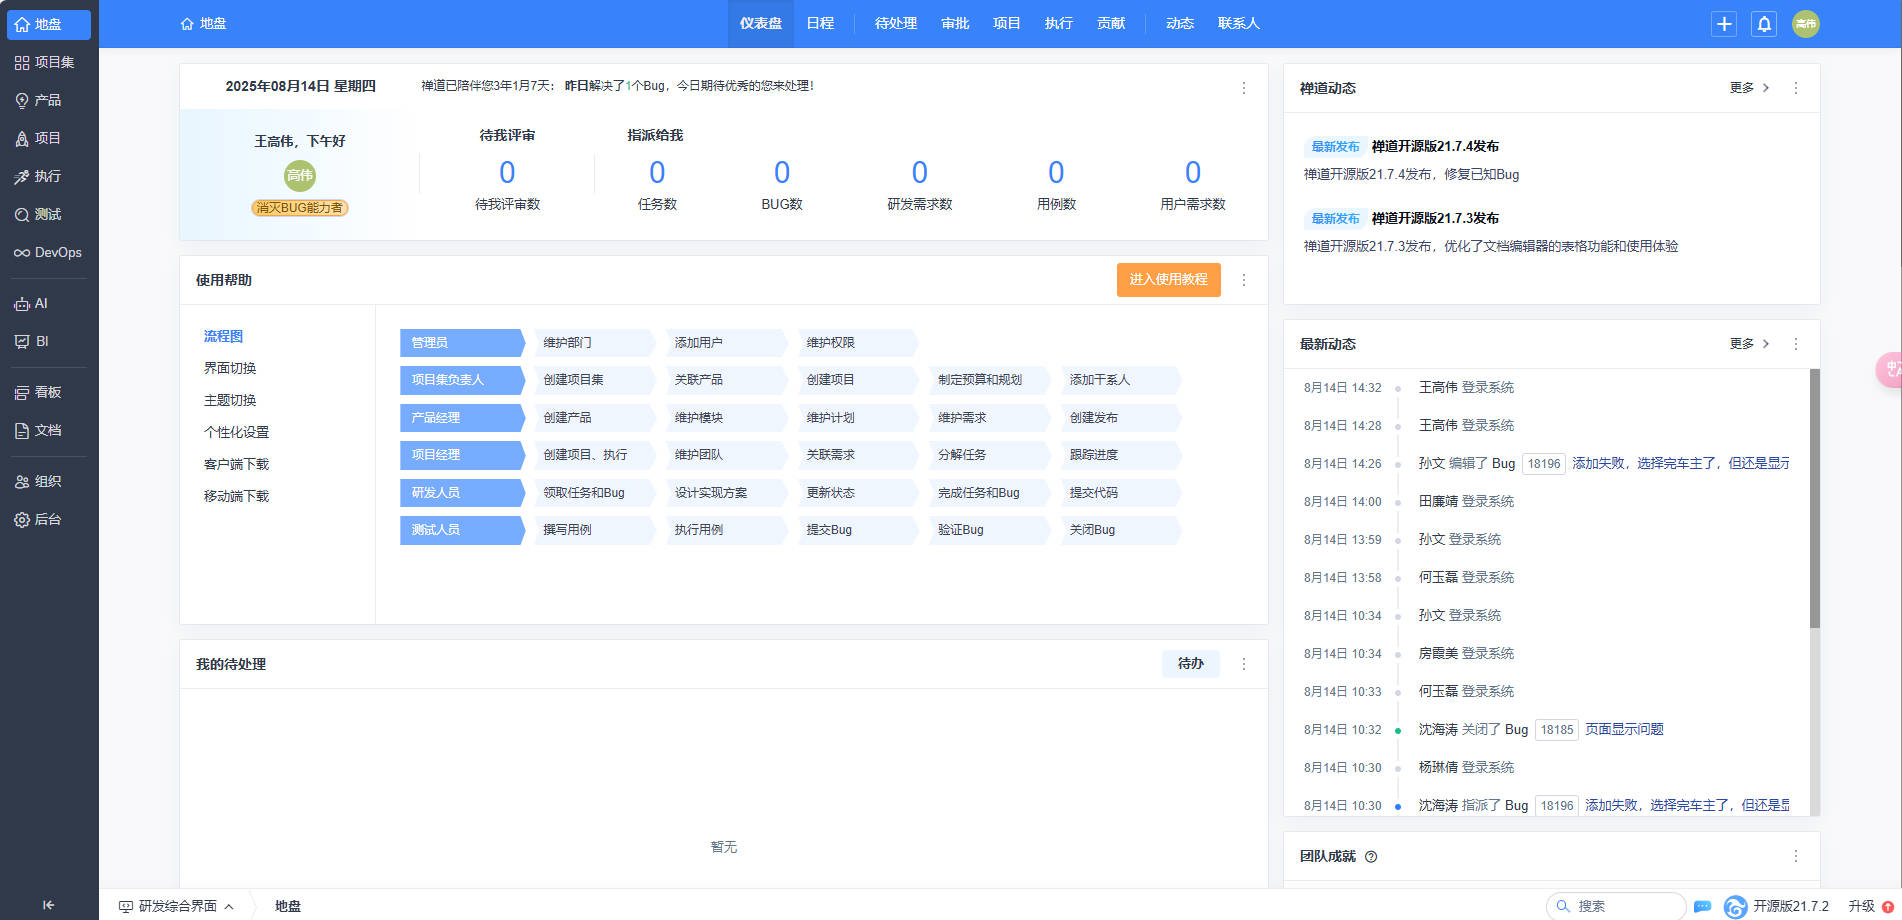 地盘
项目集
产品
项目
执行
测试
DevOps
AI
BI
看板
文档
组织
后台
地盘
仪表盘 日程 待处理 审批 项目 执行 贡献 动态 联系人
高伟
2025年08月14日 星期四
禅道已陪伴您3年1月7天： 昨日解决了1个Bug，今日期待优秀的您来处理！
王高伟，下午好
高伟
消灭BUG能力者
待我评审
0
待我评审数
指派给我
0
任务数
0
BUG数
0
研发需求数
0
用例数
0
用户需求数
使用帮助
进入使用教程
流程图
界面切换
主题切换
个性化设置
客户端下载
移动端下载
管理员 维护部门 添加用户 维护权限
项目集负责人 创建项目集 关联产品 创建项目 制定预算和规划 添加干系人
产品经理 创建产品 维护模块 维护计划 维护需求 创建发布
项目经理 创建项目、执行 维护团队 关联需求 分解任务 跟踪进度
研发人员 领取任务和Bug 设计实现方案 更新状态 完成任务和Bug 提交代码
测试人员 撰写用例 执行用例 提交Bug 验证Bug 关闭Bug
我的待处理
待办
暂无
禅道动态
更多
最新发布 禅道开源版21.7.4发布
禅道开源版21.7.4发布，修复已知Bug
最新发布 禅道开源版21.7.3发布
禅道开源版21.7.3发布，优化了文档编辑器的表格功能和使用体验
最新动态
更多
8月14日 14:32 王高伟 登录系统
8月14日 14:28 王高伟 登录系统
8月14日 14:26 孙文 编辑了 Bug 18196 添加失败，选择完车主了，但还是显示
8月14日 14:00 田廉靖 登录系统
8月14日 13:59 孙文 登录系统
8月14日 13:58 何玉磊 登录系统
8月14日 10:34 孙文 登录系统
8月14日 10:34 房霞美 登录系统
8月14日 10:33 何玉磊 登录系统
8月14日 10:32 沈海涛 关闭了 Bug 18185 页面显示问题
8月14日 10:30 杨琳倩 登录系统
8月14日 10:30 沈海涛 指派了 Bug 18196 添加失败，选择完车主了，但还是显
团队成就
研发综合界面
地盘
搜索
开源版21.7.2
升级